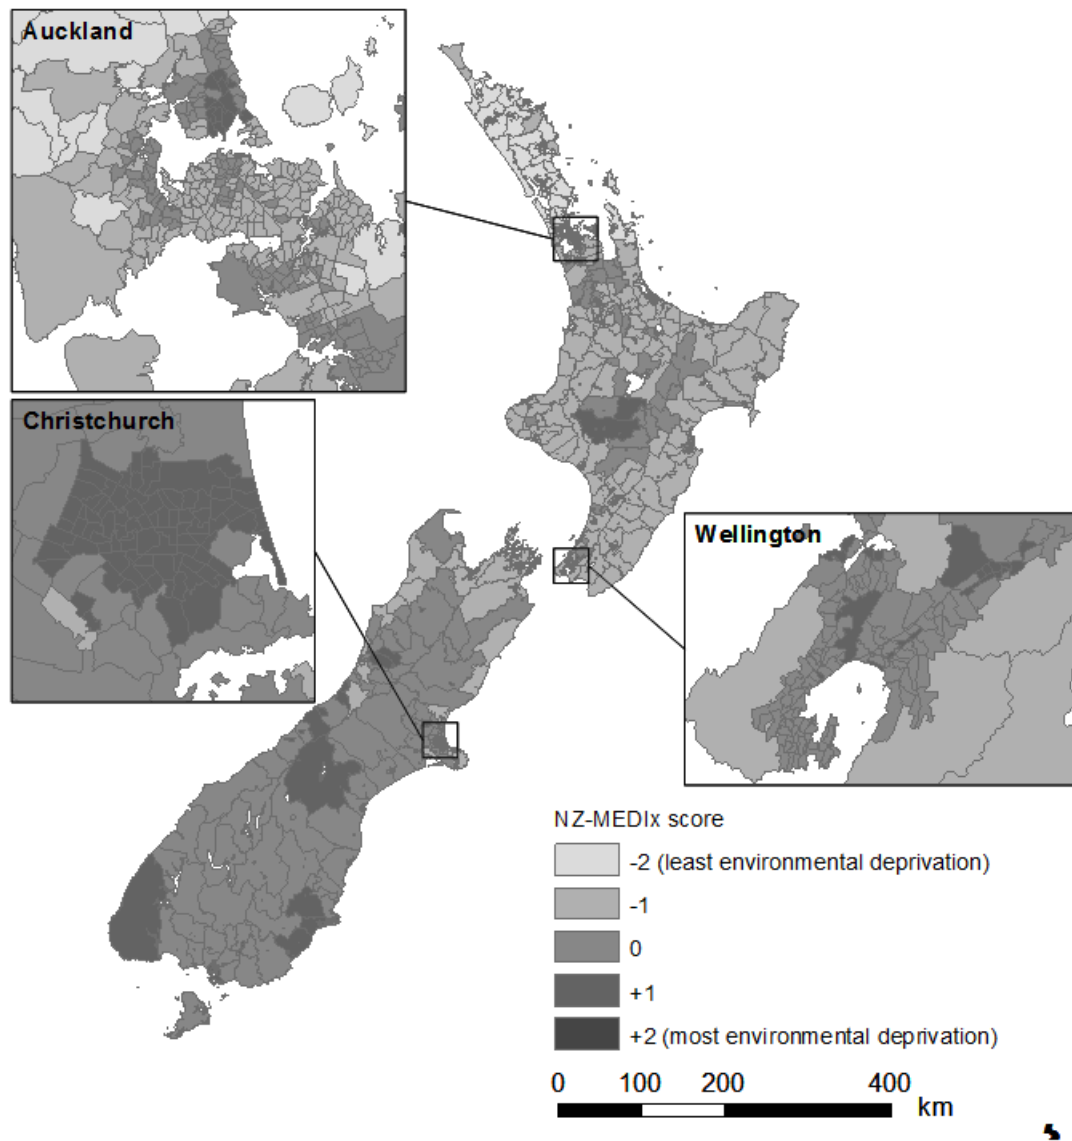 Auckland
Christchurch
Wellington
NZ-MEDIx score
-2 (least environmental deprivation)
-1
0
+1
+2 (most environmental deprivation)
0 100 200 400
km